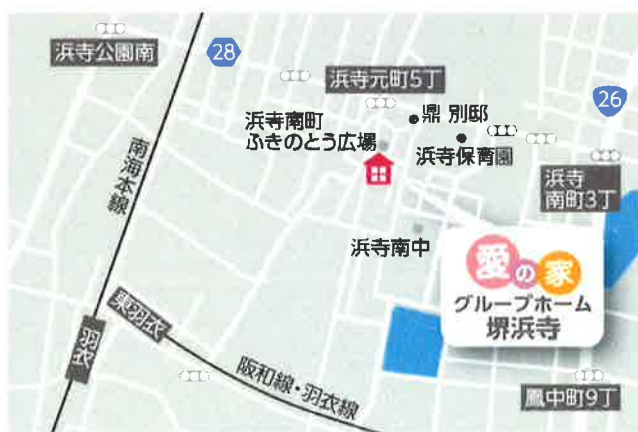 浜寺公園南
28
浜寺元町5丁
26
鼎 別邸
浜寺南町
ふきのとう広場
浜寺保育園
浜寺
南町3丁
南海本線
浜寺南中
愛の家
グループホーム
堺浜寺
東羽衣
羽衣
阪和線・羽衣線
鳳中町9丁